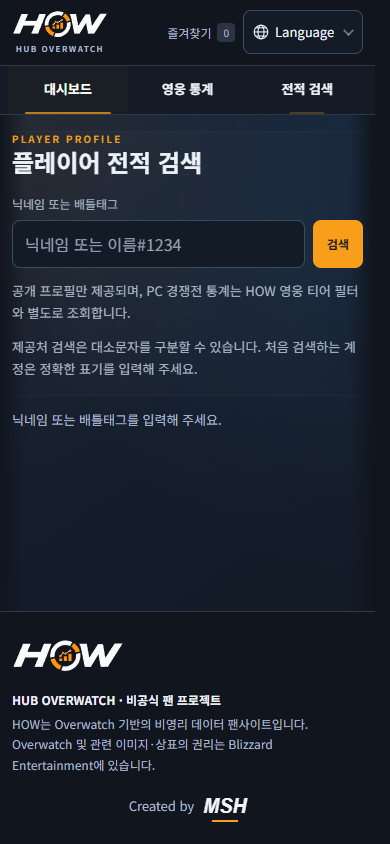 HOW
HUB OVERWATCH
즐겨찾기 0
Language
대시보드 영웅 통계 전적 검색
PLAYER PROFILE
플레이어 전적 검색
닉네임 또는 배틀태그
닉네임 또는 이름#1234 검색
공개 프로필만 제공되며, PC 경쟁전 통계는 HOW 영웅 티어 필터
와 별도로 조회합니다.
제공처 검색은 대소문자를 구분할 수 있습니다. 처음 검색하는 계
정은 정확한 표기를 입력해 주세요.
닉네임 또는 배틀태그를 입력해 주세요.
HOW
HUB OVERWATCH · 비공식 팬 프로젝트
HOW는 Overwatch 기반의 비영리 데이터 팬사이트입니다.
Overwatch 및 관련 이미지·상표의 권리는 Blizzard
Entertainment에 있습니다.
Created by MSH